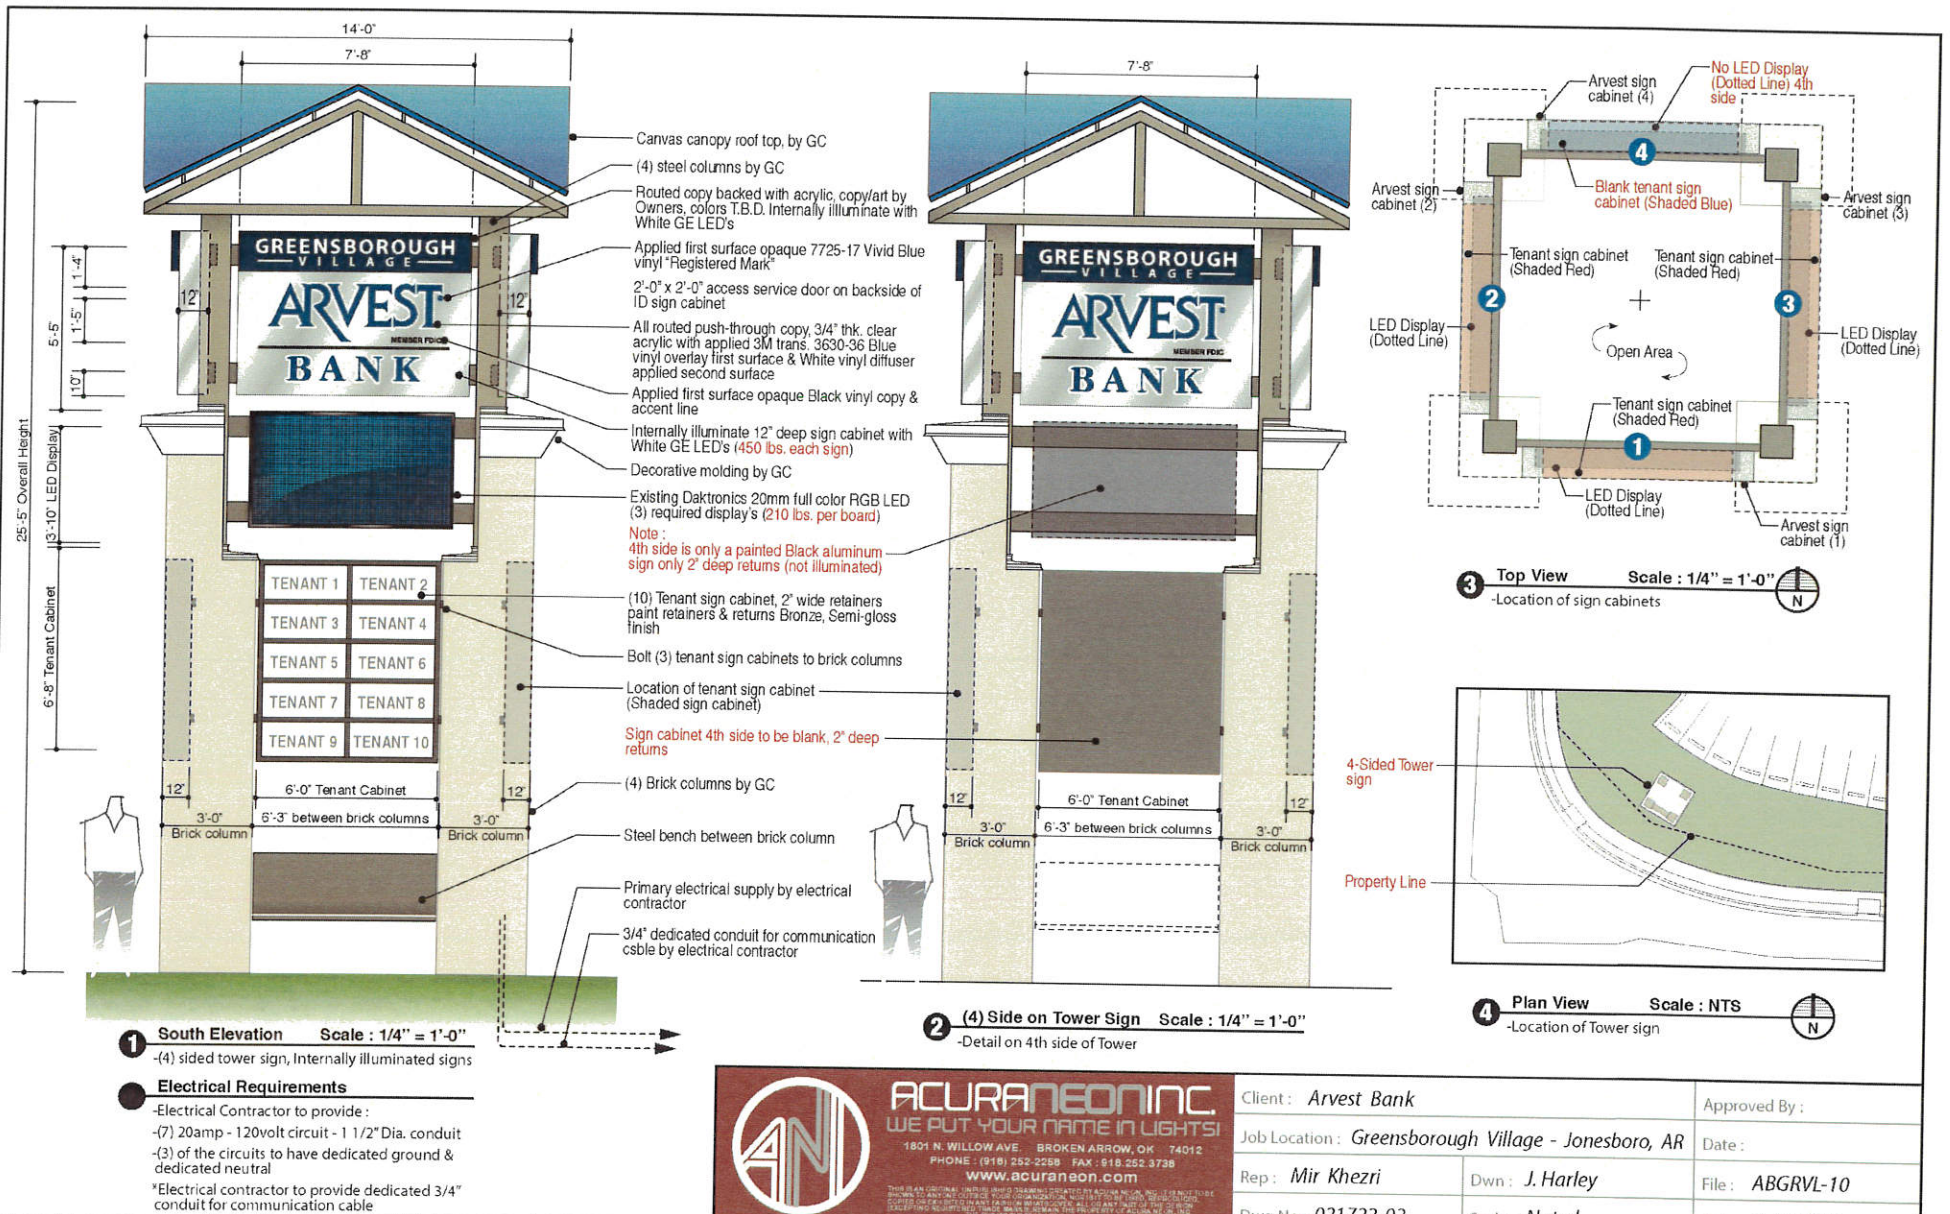 14'-0"
7'-8"
25'-5" Overall Height
5'-5"
1'-4"
1'-5"
10"
3'-10" LED Display
6'-8" Tenant Cabinet
12"
12"
GREENSBOROUGH
VILLAGE
ARVEST
MEMBER FDIC
BANK
TENANT 1 TENANT 2
TENANT 3 TENANT 4
TENANT 5 TENANT 6
TENANT 7 TENANT 8
TENANT 9 TENANT 10
12"
6'-0" Tenant Cabinet
12"
3'-0"
Brick column
6'-3" between brick columns
3'-0"
Brick column
Canvas canopy roof top, by GC
(4) steel columns by GC
Routed copy backed with acrylic, copy/art by
Owners, colors T.B.D. Internally illluminate with
White GE LED's
Applied first surface opaque 7725-17 Vivid Blue
vinyl "Registered Mark"
2'-0" x 2'-0" access service door on backside of
ID sign cabinet
All routed push-through copy, 3/4" thk. clear
acrylic with applied 3M trans. 3630-36 Blue
vinyl overlay first surface & White vinyl diffuser
applied second surface
Applied first surface opaque Black vinyl copy &
accent line
Internally illuminate 12" deep sign cabinet with
White GE LED's (450 lbs. each sign)
Decorative molding by GC
Existing Daktronics 20mm full color RGB LED
(3) required display's (210 lbs. per board)
Note :
4th side is only a painted Black aluminum
sign only 2" deep returns (not illuminated)
(10) Tenant sign cabinet, 2" wide retainers
paint retainers & returns Bronze, Semi-gloss
finish
Bolt (3) tenant sign cabinets to brick columns
Location of tenant sign cabinet
(Shaded sign cabinet)
Sign cabinet 4th side to be blank, 2" deep
returns
(4) Brick columns by GC
Steel bench between brick column
Primary electrical supply by electrical
contractor
3/4" dedicated conduit for communication
csble by electrical contractor
1 South Elevation Scale : 1/4" = 1'-0"
-(4) sided tower sign, Internally illuminated signs
Electrical Requirements
-Electrical Contractor to provide :
-(7) 20amp - 120volt circuit - 1 1/2" Dia. conduit
-(3) of the circuits to have dedicated ground &
dedicated neutral
*Electrical contractor to provide dedicated 3/4"
conduit for communication cable
7'-8"
GREENSBOROUGH
VILLAGE
ARVEST
MEMBER FDIC
BANK
12"
6'-0" Tenant Cabinet
12"
3'-0"
Brick column
6'-3" between brick columns
3'-0"
Brick column
2 (4) Side on Tower Sign Scale : 1/4" = 1'-0"
-Detail on 4th side of Tower
Arvest sign
cabinet (4)
No LED Display
(Dotted Line) 4th
side
4
Arvest sign
cabinet (2)
Blank tenant sign
cabinet (Shaded Blue)
Arvest sign
cabinet (3)
Tenant sign cabinet
(Shaded Red)
Tenant sign cabinet
(Shaded Red)
2
3
LED Display
(Dotted Line)
Open Area
LED Display
(Dotted Line)
Tenant sign cabinet
(Shaded Red)
1
LED Display
(Dotted Line)
Arvest sign
cabinet (1)
3 Top View Scale : 1/4" = 1'-0"
-Location of sign cabinets
N
4-Sided Tower
sign
Property Line
4 Plan View Scale : NTS
-Location of Tower sign
N
AN
ACURANEONINC.
WE PUT YOUR NAME IN LIGHTS!
1801 N. WILLOW AVE. BROKEN ARROW, OK 74012
PHONE : (918) 252-2258 FAX : 918.252.3738
www.acuraneon.com
Client : Arvest Bank
Approved By :
Job Location : Greensborough Village - Jonesboro, AR
Date :
Rep : Mir Khezri
Dwn : J. Harley
File : ABGRVL-10